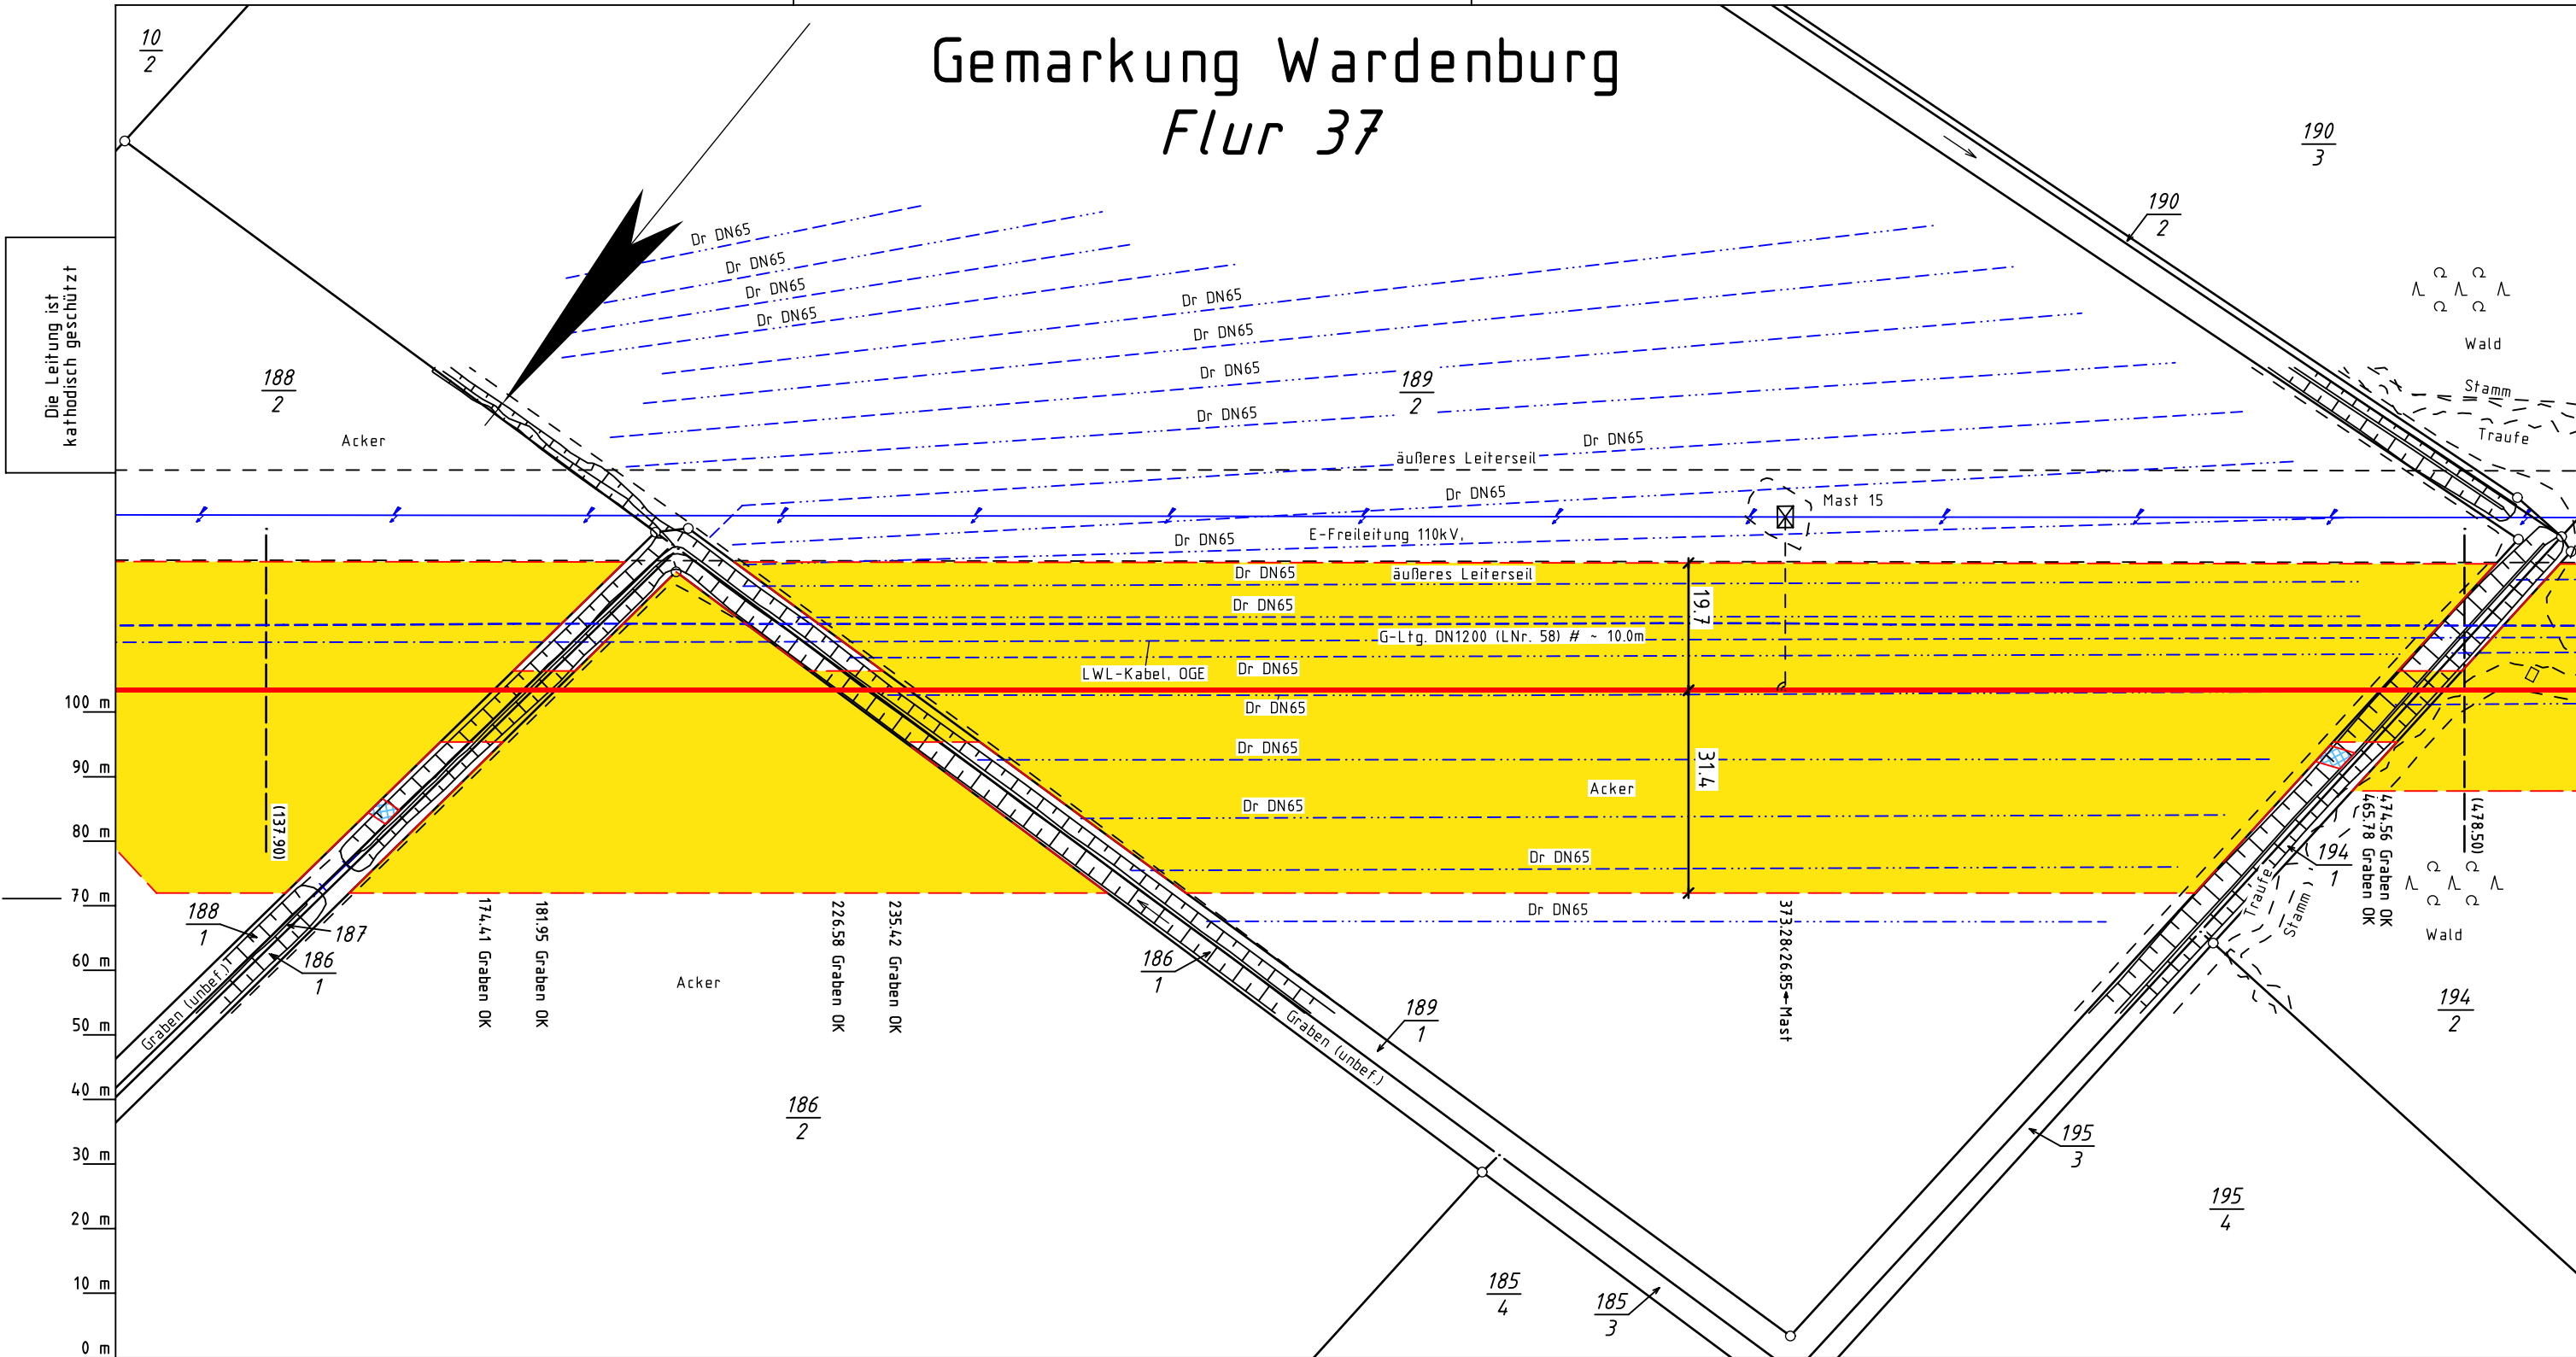 Gemarkung Wardenburg
Flur 37
10
2
190
3
190
2
Die Leitung ist
kathodisch geschützt
188
2
Acker
Dr DN65
Dr DN65
Dr DN65
Dr DN65
Dr DN65
Dr DN65
Dr DN65
Dr DN65
189
2
Wald
Stamm
Traufe
Dr DN65
äußeres Leiterseil
Dr DN65
Mast 15
Dr DN65
E-Freileitung 110kV,
Dr DN65
äußeres Leiterseil
Dr DN65
19.7
G-Ltg. DN1200 (LNr. 58) # ~ 10.0m
LWL-Kabel, OGE
Dr DN65
Dr DN65
Dr DN65
31.4
Acker
Dr DN65
Dr DN65
Dr DN65
100 m
90 m
80 m
70 m
60 m
50 m
40 m
30 m
20 m
10 m
0 m
(137.90)
188
1
187
186
1
Graben (unbef.)
174.41 Graben OK
181.95 Graben OK
226.58 Graben OK
235.42 Graben OK
Acker
186
2
186
1
Graben (unbef.)
189
1
373.28<26.85 Mast
465.78 Graben OK
474.56 Graben OK
(478.50)
194
1
Traufe
Stamm
Wald
194
2
195
3
195
4
185
4
185
3